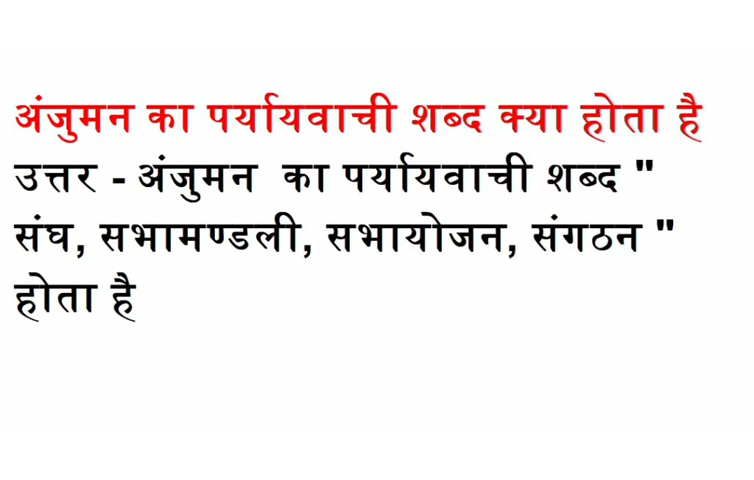 अंजुमन का पर्यायवाची शब्द क्या होता है
उत्तर - अंजुमन का पर्यायवाची शब्द "
संघ, सभामण्डली, सभायोजन, संगठन "
होता है